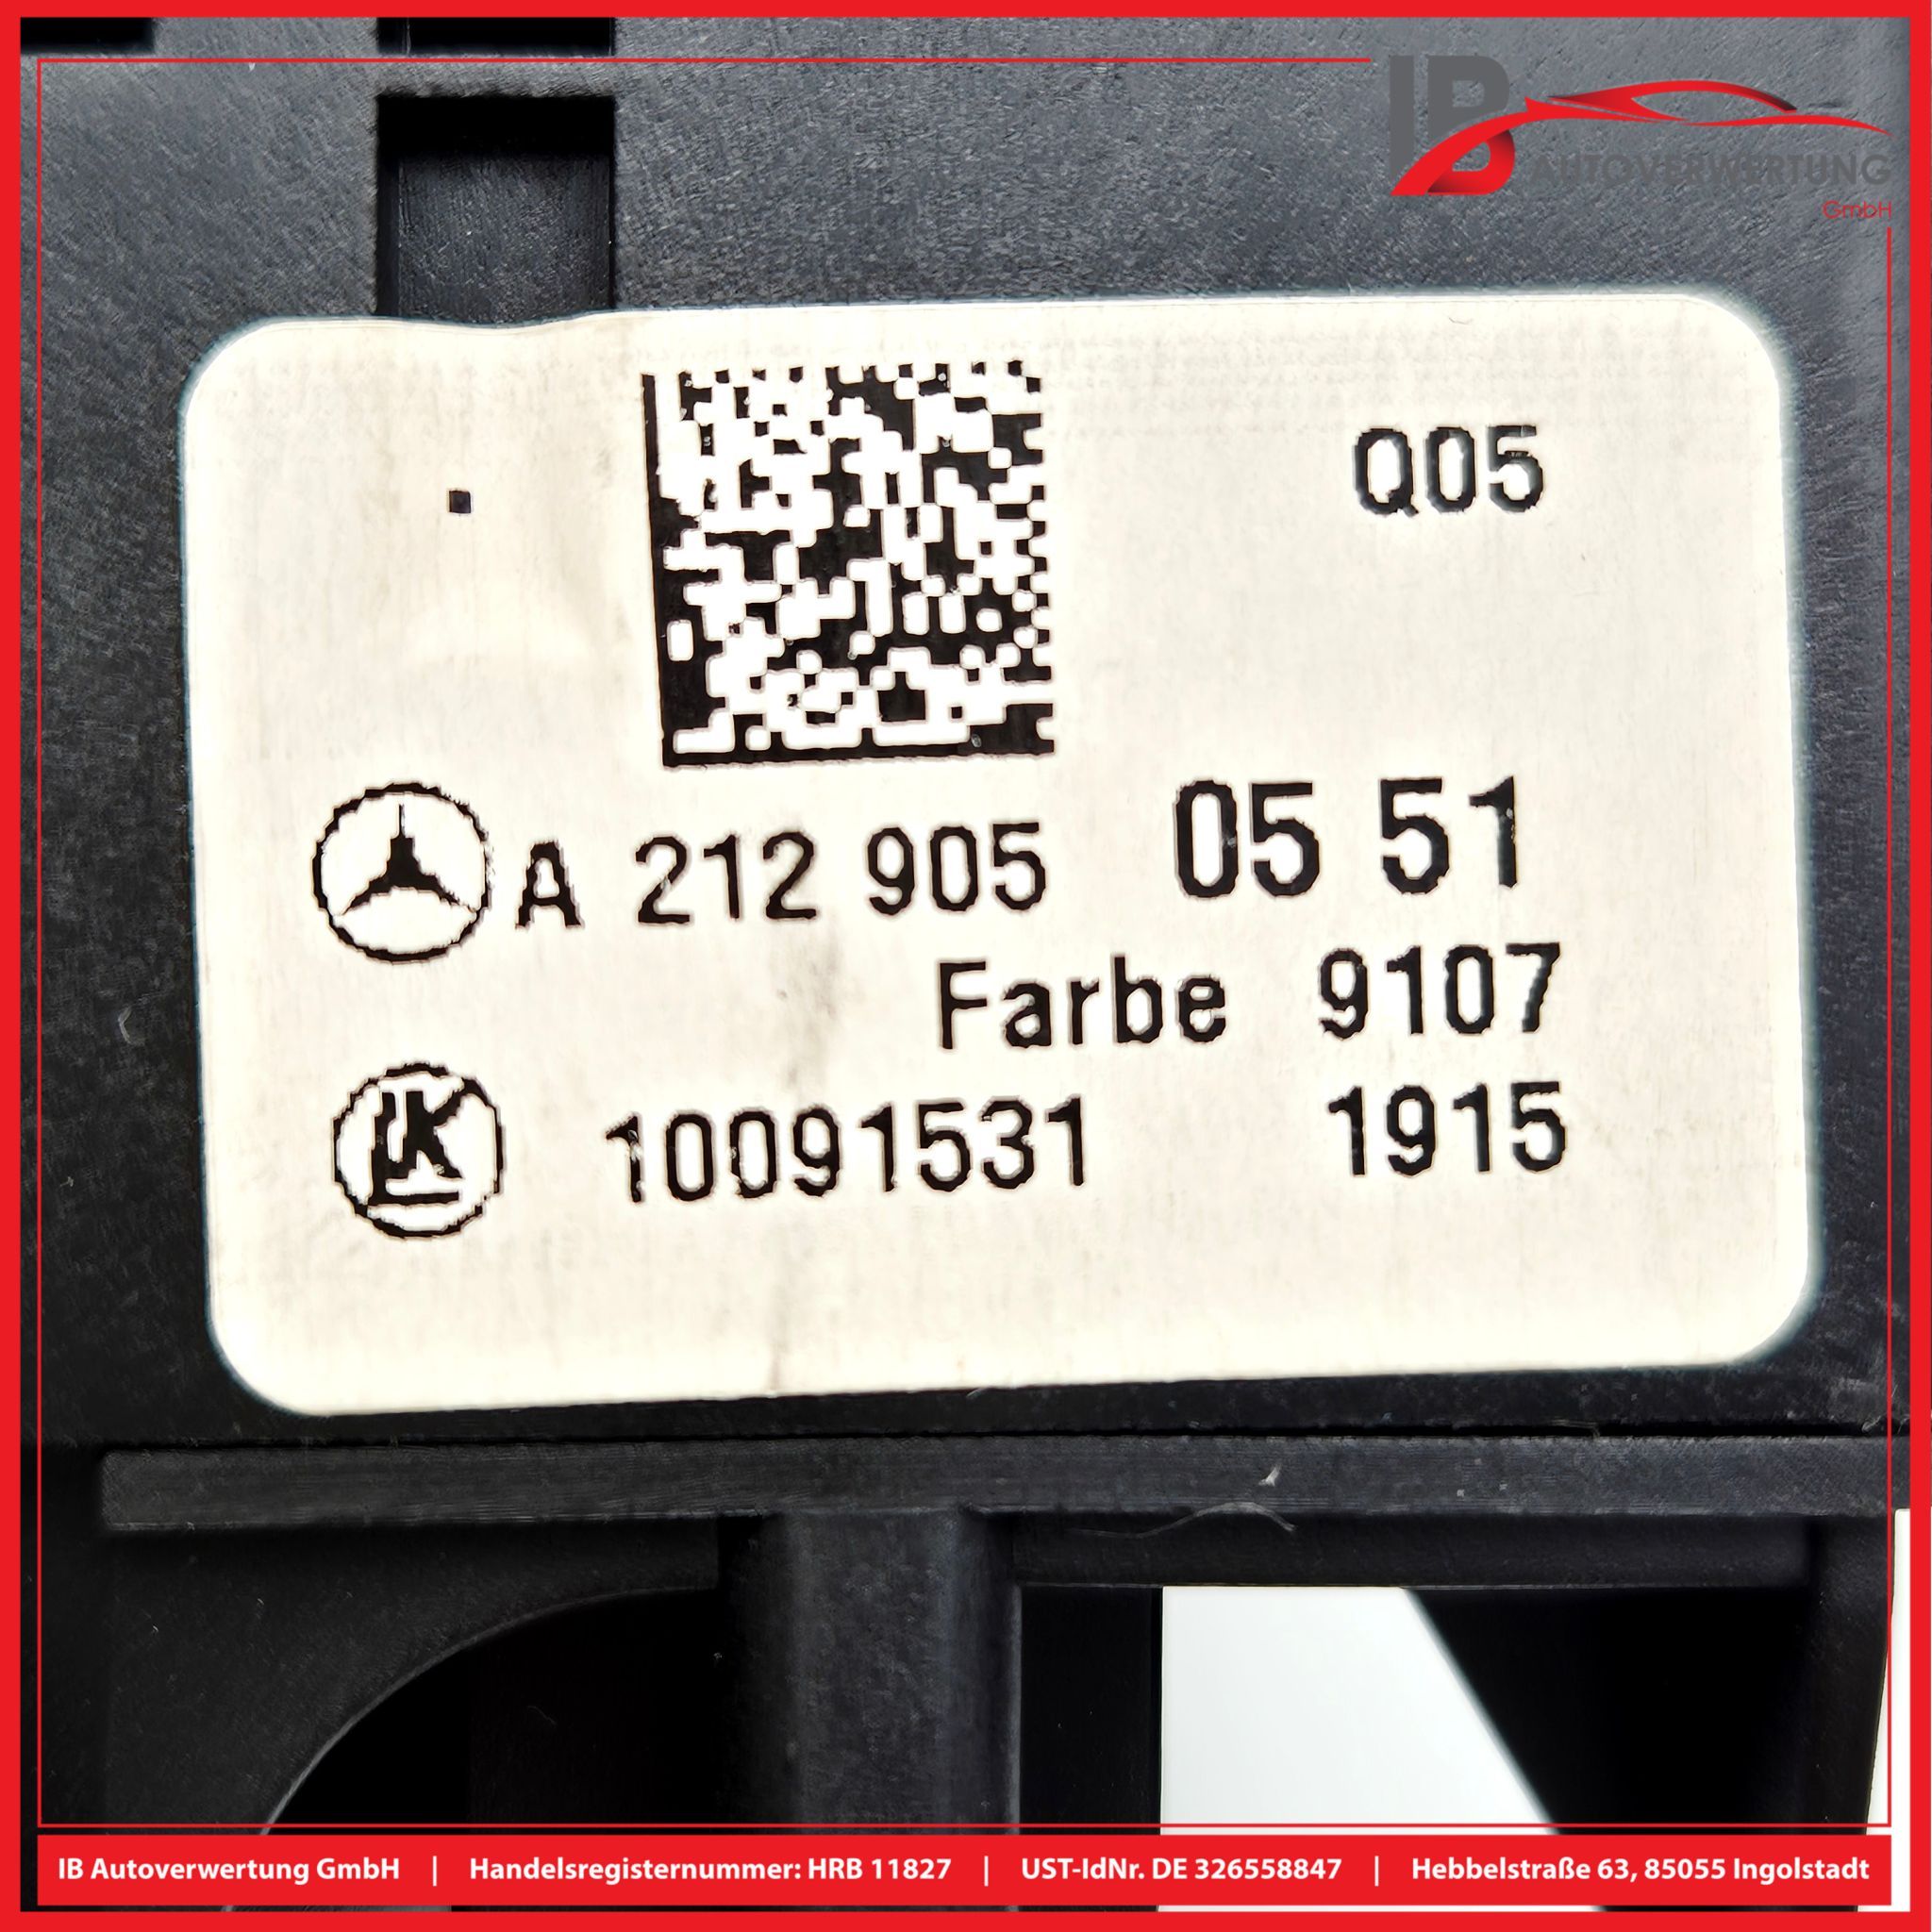 IB
AUTOVERWERTUNG
GmbH
Q05
A 212 905 05 51
Farbe 9107
LK 10091531 1915
IB Autoverwertung GmbH | Handelsregisternummer: HRB 11827 | UST-IdNr. DE 326558847 | Hebbelstraße 63, 85055 Ingolstadt